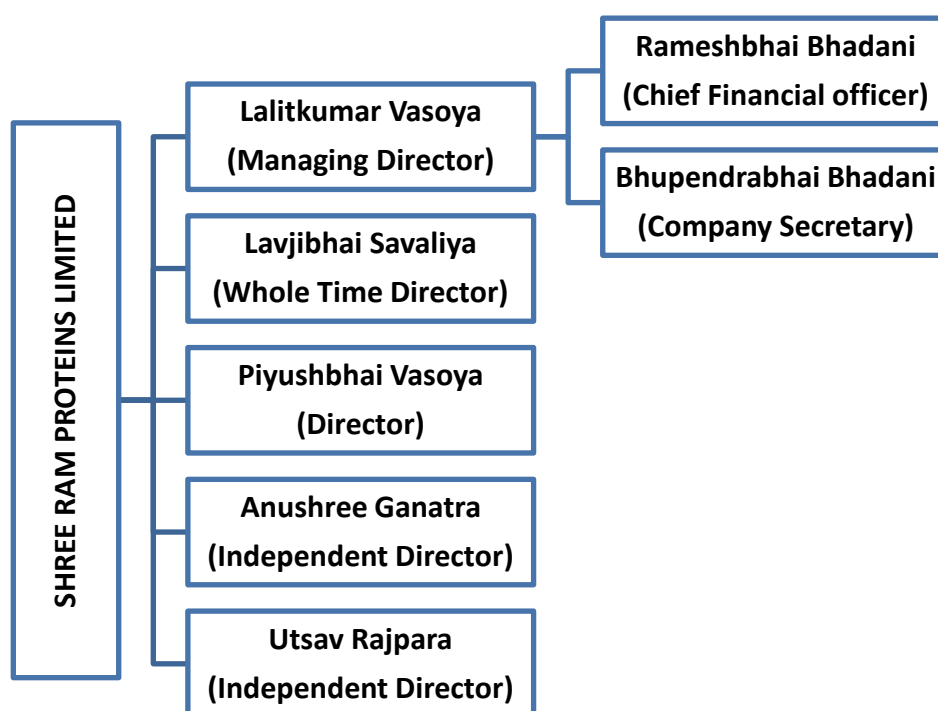 SHREE RAM PROTEINS LIMITED
Lalitkumar Vasoya
(Managing Director)
Rameshbhai Bhadani
(Chief Financial officer)
Bhupendrabhai Bhadani
(Company Secretary)
Lavjibhai Savaliya
(Whole Time Director)
Piyushbhai Vasoya
(Director)
Anushree Ganatra
(Independent Director)
Utsav Rajpara
(Independent Director)